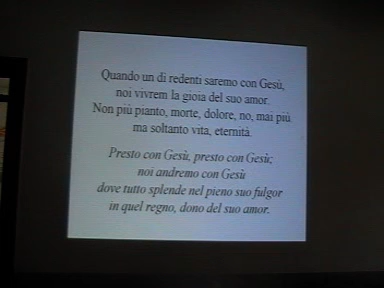 Quando un dì redenti saremo con Gesù,
noi vivrem la gioia del suo amor.
Non più pianto, morte, dolore, no, mai più
ma soltanto vita, eternità.
Presto con Gesù, presto con Gesù;
noi andremo con Gesù
dove tutto splende nel pieno suo fulgor
in quel regno, dono del suo amor.